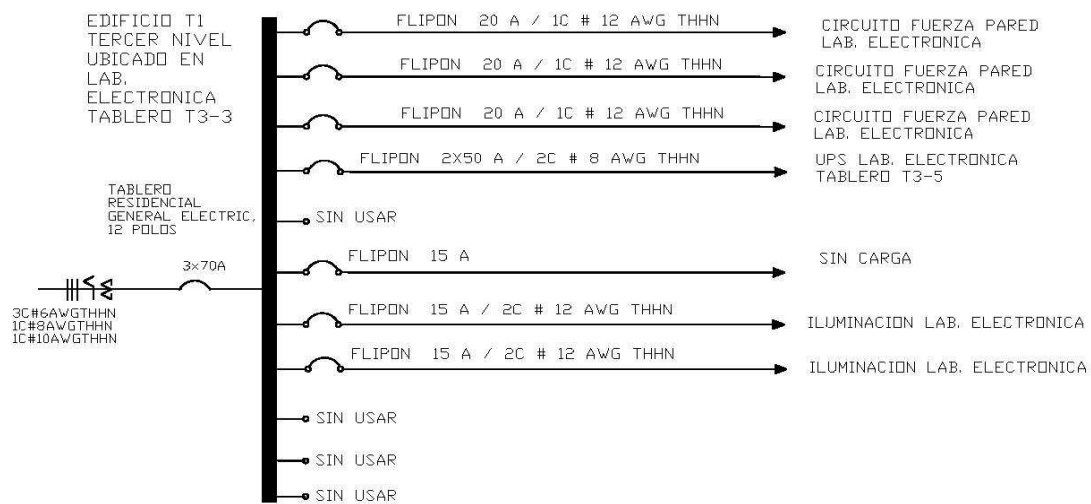 EDIFICIO T1
TERCER NIVEL
UBICADO EN
LAB.
ELECTRONICA
TABLERO T3-3
TABLERO
RESIDENCIAL
GENERAL ELECTRIC,
12 POLOS
3x70A
3C#6AWGTHHN
1C#8AWGTHHN
1C#10AWGTHHN
FLIPON 20 A / 1C # 12 AWG THHN
CIRCUITO FUERZA PARED
LAB. ELECTRONICA
FLIPON 20 A / 1C # 12 AWG THHN
CIRCUITO FUERZA PARED
LAB. ELECTRONICA
FLIPON 20 A / 1C # 12 AWG THHN
CIRCUITO FUERZA PARED
LAB. ELECTRONICA
FLIPON 2X50 A / 2C # 8 AWG THHN
UPS LAB. ELECTRONICA
TABLERO T3-5
SIN USAR
FLIPON 15 A
SIN CARGA
FLIPON 15 A / 2C # 12 AWG THHN
ILUMINACION LAB. ELECTRONICA
FLIPON 15 A / 2C # 12 AWG THHN
ILUMINACION LAB. ELECTRONICA
SIN USAR
SIN USAR
SIN USAR